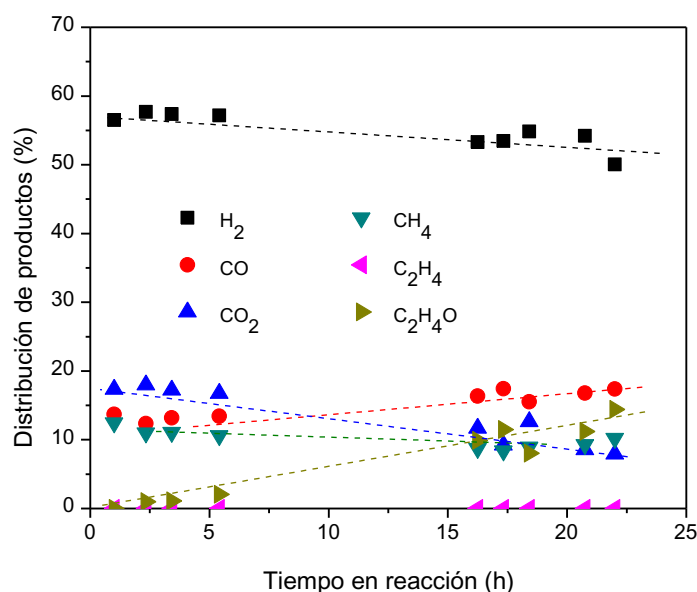 Distribución de productos (%)
70
60
50
40
30
20
10
0
H2
CO
CO2
CH4
C2H4
C2H4O
0
5
10
15
20
25
Tiempo en reacción (h)